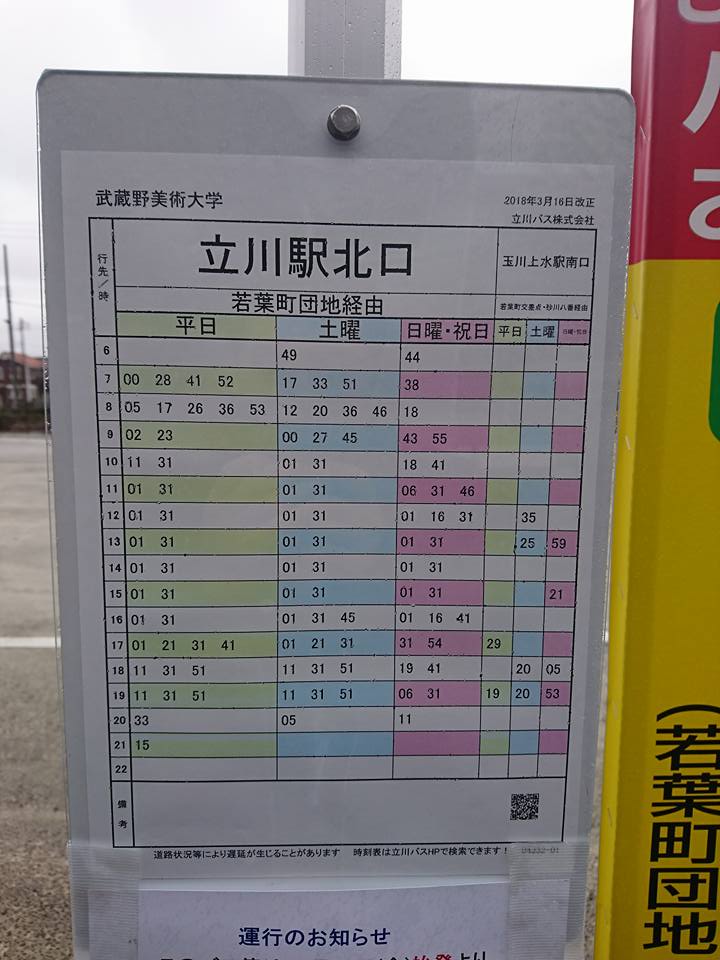 武蔵野美術大学
2018年3月16日改正
立川バス株式会社
行先/時
立川駅北口
玉川上水駅南口
若葉町団地経由
若葉町交差点・砂川八番経由
平日 土曜 日曜・祝日 平日 土曜 日曜・祝日
6 49 44
7 00 28 41 52 17 33 51 38
8 05 17 26 36 53 12 20 36 46 18
9 02 23 00 27 45 43 55
10 11 31 01 31 18 41
11 01 31 01 31 06 31 46
12 01 31 01 31 01 16 31 35
13 01 31 01 31 01 31 25 59
14 01 31 01 31 01 31
15 01 31 01 31 01 31 21
16 01 31 01 31 45 01 16 41
17 01 21 31 41 01 21 31 31 54 29
18 11 31 51 11 31 51 19 41 20 05
19 11 31 51 11 31 51 06 31 19 20 53
20 33 05 11
21 15
22
備考
道路状況等により遅延が生じることがあります 時刻表は立川バスHPで検索できます!
運行のお知らせ
(若葉町団地